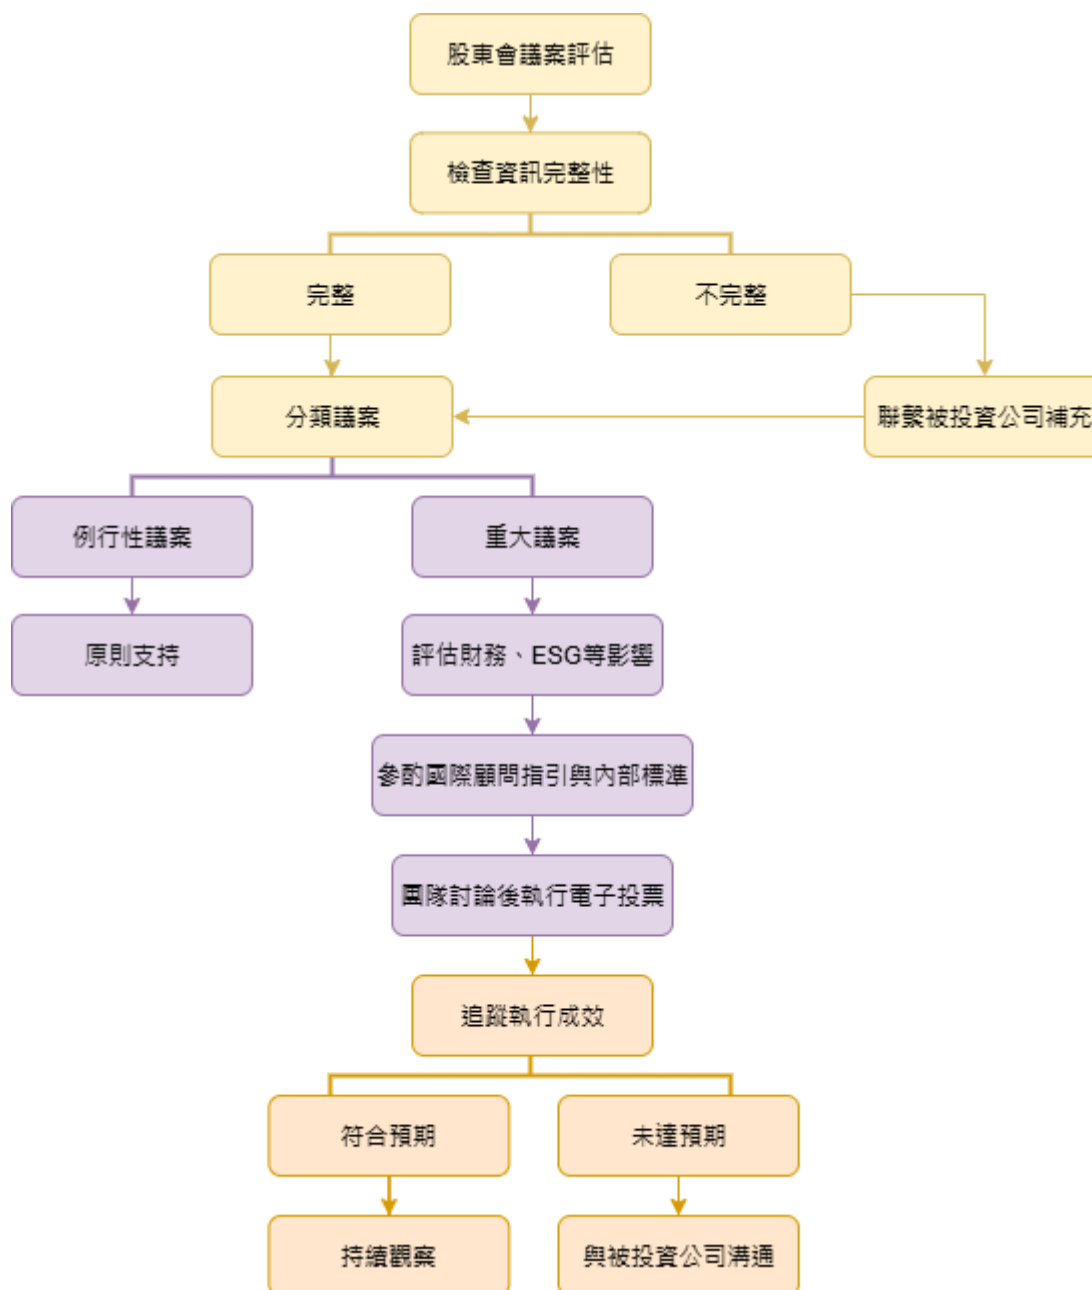 股東會議案評估
檢查資訊完整性
完整
不完整
分類議案
聯繫被投資公司補充
例行性議案
重大議案
原則支持
評估財務、ESG等影響
參酌國際顧問指引與內部標準
團隊討論後執行電子投票
追蹤執行成效
符合預期
未達預期
持續觀察
與被投資公司溝通